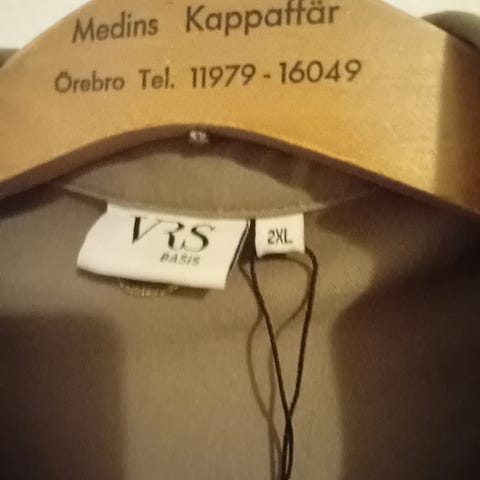 Medins Kappaffär
Örebro Tel. 11979 - 16049
VRS
BASIS
2XL